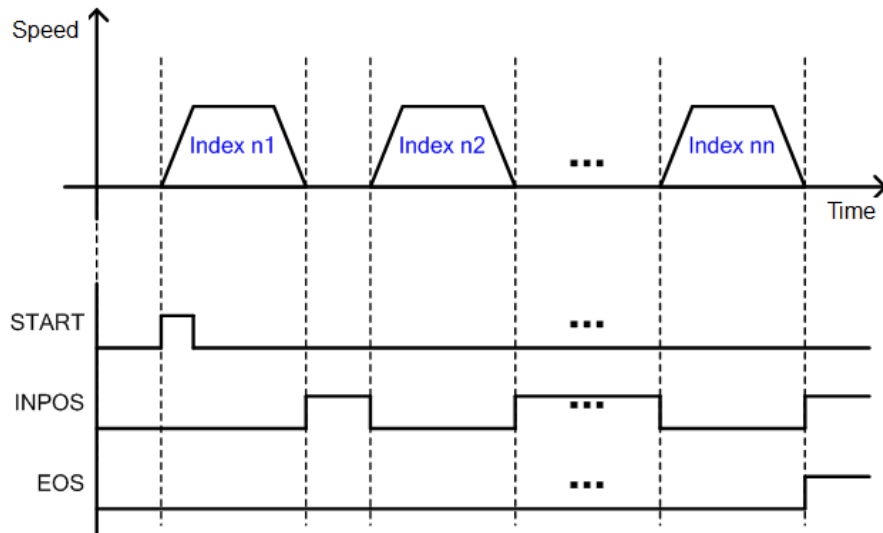 Speed
Index n1
Index n2
...
Index nn
Time
START
...
INPOS
...
EOS
...